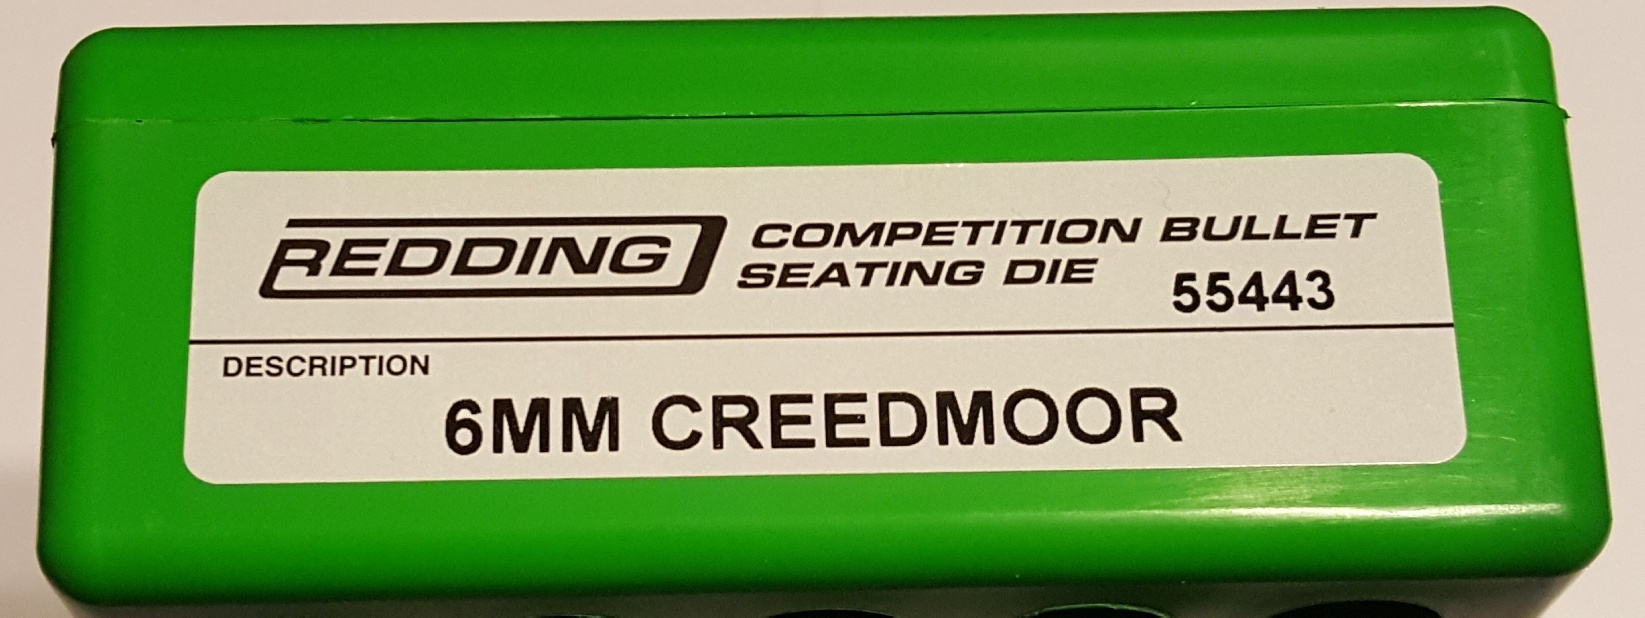 REDDING
COMPETITION BULLET
SEATING DIE
55443
DESCRIPTION
6MM CREEDMOOR